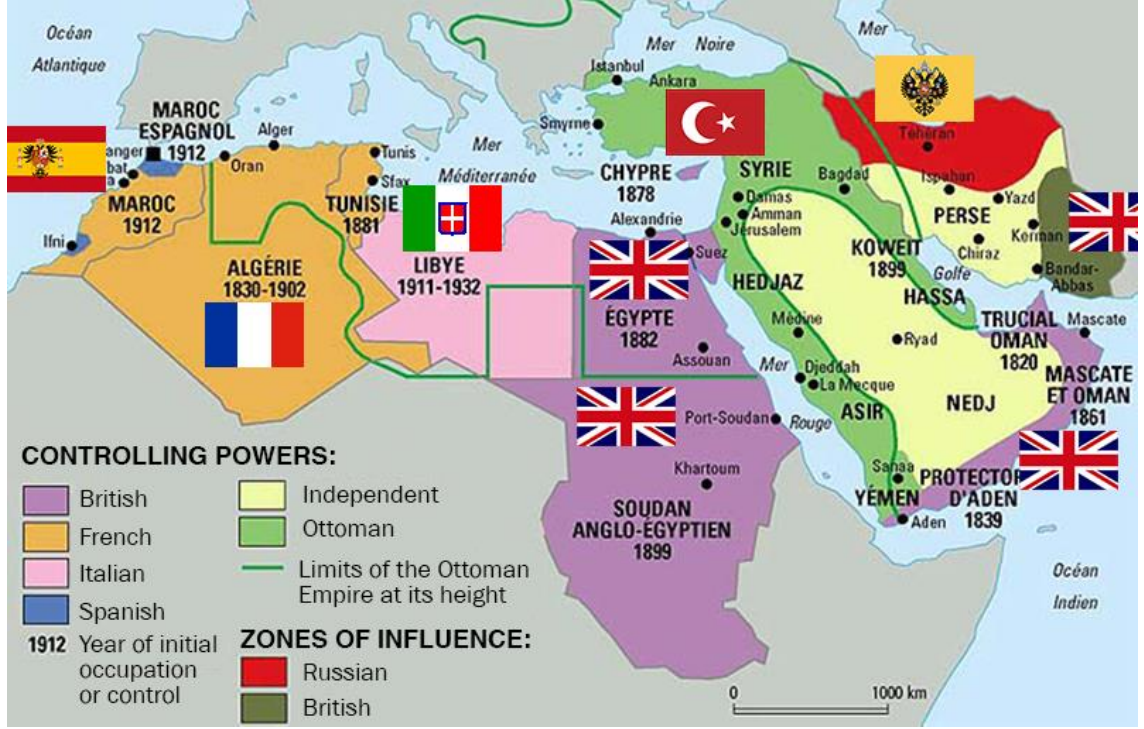 Océan
Atlantique
Mer Noire
Mer
Istanbul
Ankara
MAROC
ESPAGNOL
1912
Alger
anger
bat
a
Oran
Tunis
Sfax
Mer
Méditerranée
Smyrne
CHYPRE
1878
SYRIE
Bagdad
Téhéran
Ispahan
Yazd
PERSE
Kerman
Chiraz
Bandar-
Abbas
MAROC
1912
TUNISIE
1881
Alexandrie
Damas
Amman
Jérusalem
Suez
Ifni
ALGÉRIE
1830-1902
LIBYE
1911-1932
HEDJAZ
KOWEIT
1899
Golfe
HASSA
ÉGYPTE
1882
Médine
Ryad
TRUCIAL
OMAN
1820
Mascate
Assouan
Mer
Djeddah
La Mecque
MASCATE
ET OMAN
1861
NEDJ
ASIR
Port-Soudan
Rouge
Khartoum
Sanaa
PROTECTOR
D'ADEN
1839
YÉMEN
Aden
SOUDAN
ANGLO-ÉGYPTIEN
1899
Océan
Indien
CONTROLLING POWERS:
British
French
Italian
Spanish
1912 Year of initial
occupation
or control
Independent
Ottoman
Limits of the Ottoman
Empire at its height
ZONES OF INFLUENCE:
Russian
British
0 1000 km